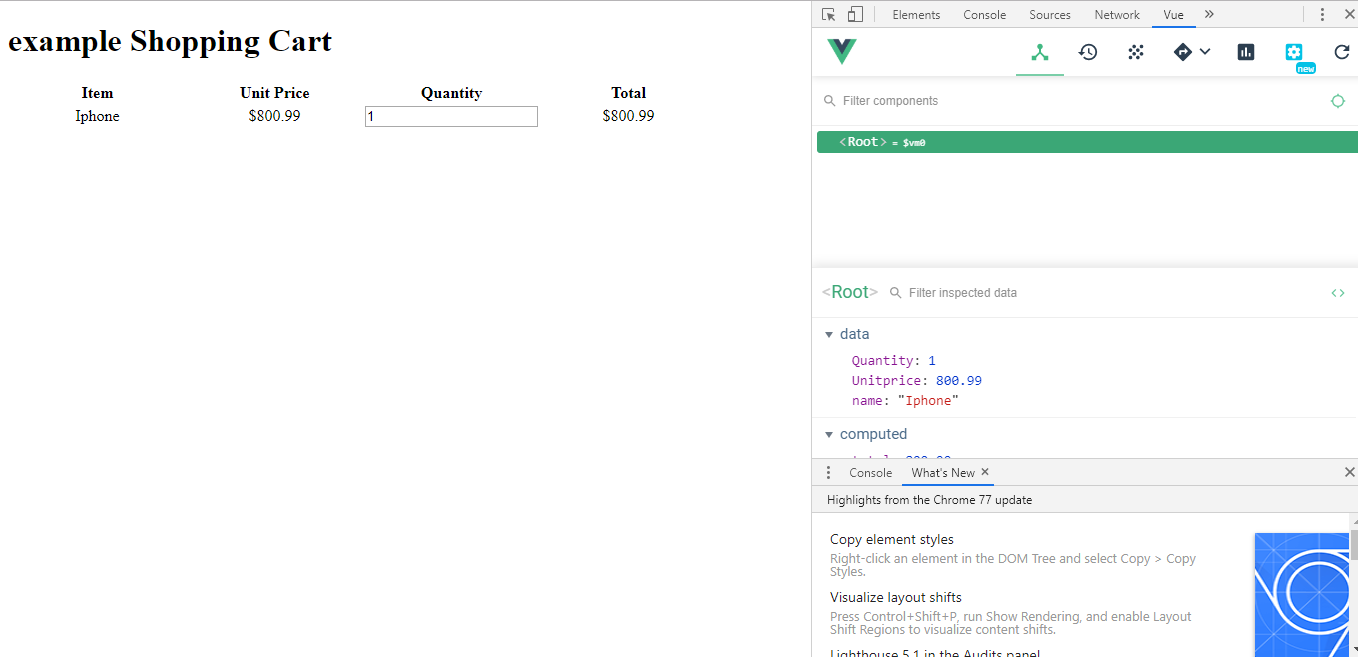 example Shopping Cart
Item Unit Price Quantity Total
Iphone $800.99 1 $800.99
Elements Console Sources Network Vue »
new
Filter components
<Root> = $vm0
<Root> Filter inspected data
data
Quantity: 1
Unitprice: 800.99
name: "Iphone"
computed
Console What's New
Highlights from the Chrome 77 update
Copy element styles
Right-click an element in the DOM Tree and select Copy > Copy
Styles.
Visualize layout shifts
Press Control+Shift+P, run Show Rendering, and enable Layout
Shift Regions to visualize content shifts.
Lighthouse 5.1 in the Audits panel